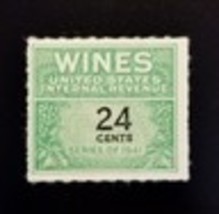 WINES
UNITED STATES
INTERNAL REVENUE
24
CENTS
SERIES OF 1941